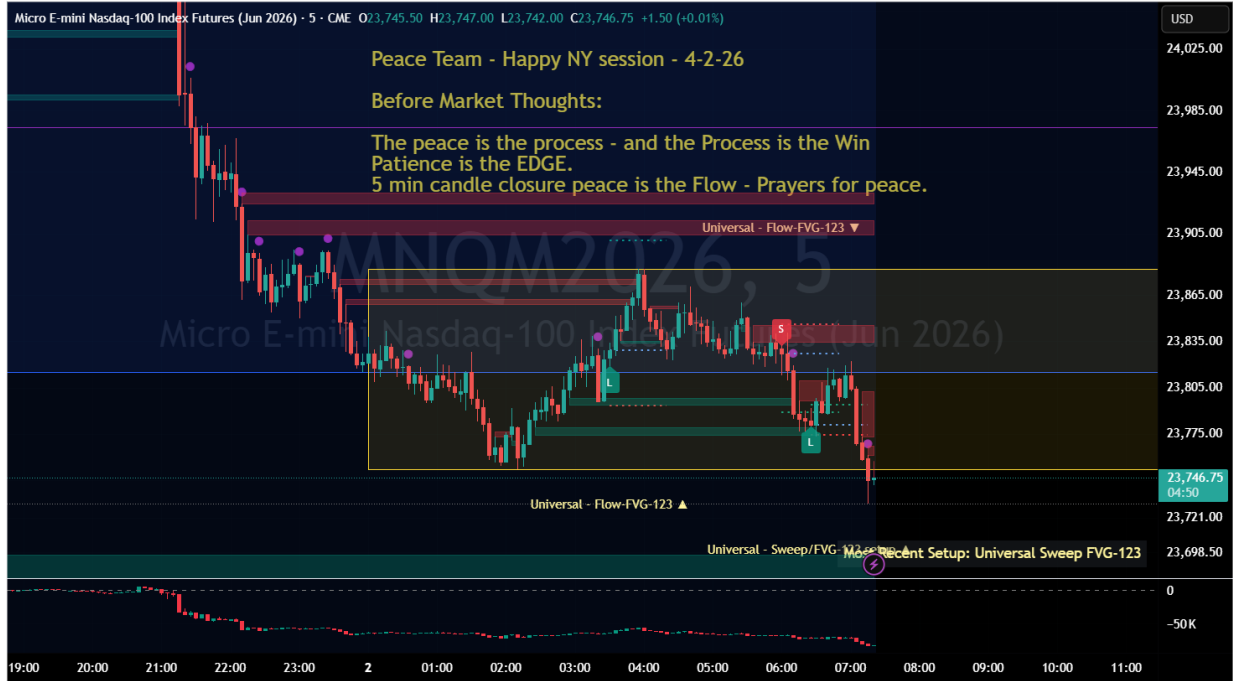 Micro E-mini Nasdaq-100 Index Futures (Jun 2026) · 5 · CME O23,745.50 H23,747.00 L23,742.00 C23,746.75 +1.50 (+0.01%)
USD
Peace Team - Happy NY session - 4-2-26
Before Market Thoughts:
The peace is the process - and the Process is the Win
Patience is the EDGE.
5 min candle closure peace is the Flow - Prayers for peace.
24,025.00
23,985.00
23,945.00
23,905.00
23,865.00
23,835.00
23,805.00
23,775.00
23,746.75
04:50
23,721.00
23,698.50
Universal - Flow-FVG-123 ▼
MNQM2026, 5
Micro E-mini Nasdaq-100 Index Futures (Jun 2026)
S
L
L
Universal - Flow-FVG-123 ▲
Universal - Sweep/FVG-123 setup ▲
Most Recent Setup: Universal Sweep FVG-123
0
−50K
19:00 20:00 21:00 22:00 23:00 2 01:00 02:00 03:00 04:00 05:00 06:00 07:00 08:00 09:00 10:00 11:00